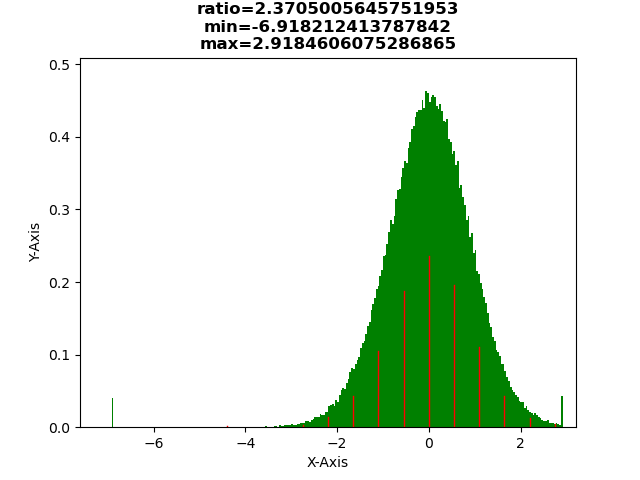 ratio=2.3705005645751953
min=-6.918212413787842
max=2.9184606075286865
0.5
0.4
0.3
0.2
0.1
0.0
Y-Axis
−6
−4
−2
0
2
X-Axis